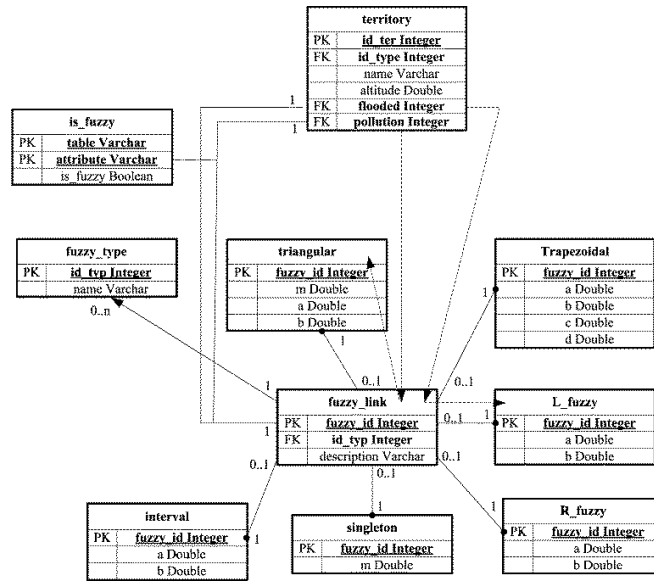 territory
PK id_ter Integer
FK id_type Integer
name Varchar
altitude Double
FK flooded Integer
FK pollution Integer
1
1
is_fuzzy
PK table Varchar
PK attribute Varchar
is_fuzzy Boolean
fuzzy_type
PK id_typ Integer
name Varchar
0..n
triangular
PK fuzzy_id Integer
m Double
a Double
b Double
1
Trapezoidal
PK fuzzy_id Integer
a Double
b Double
c Double
d Double
1
0..1
0..1
1
fuzzy_link
PK fuzzy_id Integer
FK id_typ Integer
description Varchar
1
0..1
1
L_fuzzy
PK fuzzy_id Integer
a Double
b Double
0..1
0..1
0..1
interval
PK fuzzy_id Integer
a Double
b Double
1
1
singleton
PK fuzzy_id Integer
m Double
1
R_fuzzy
PK fuzzy_id Integer
a Double
b Double